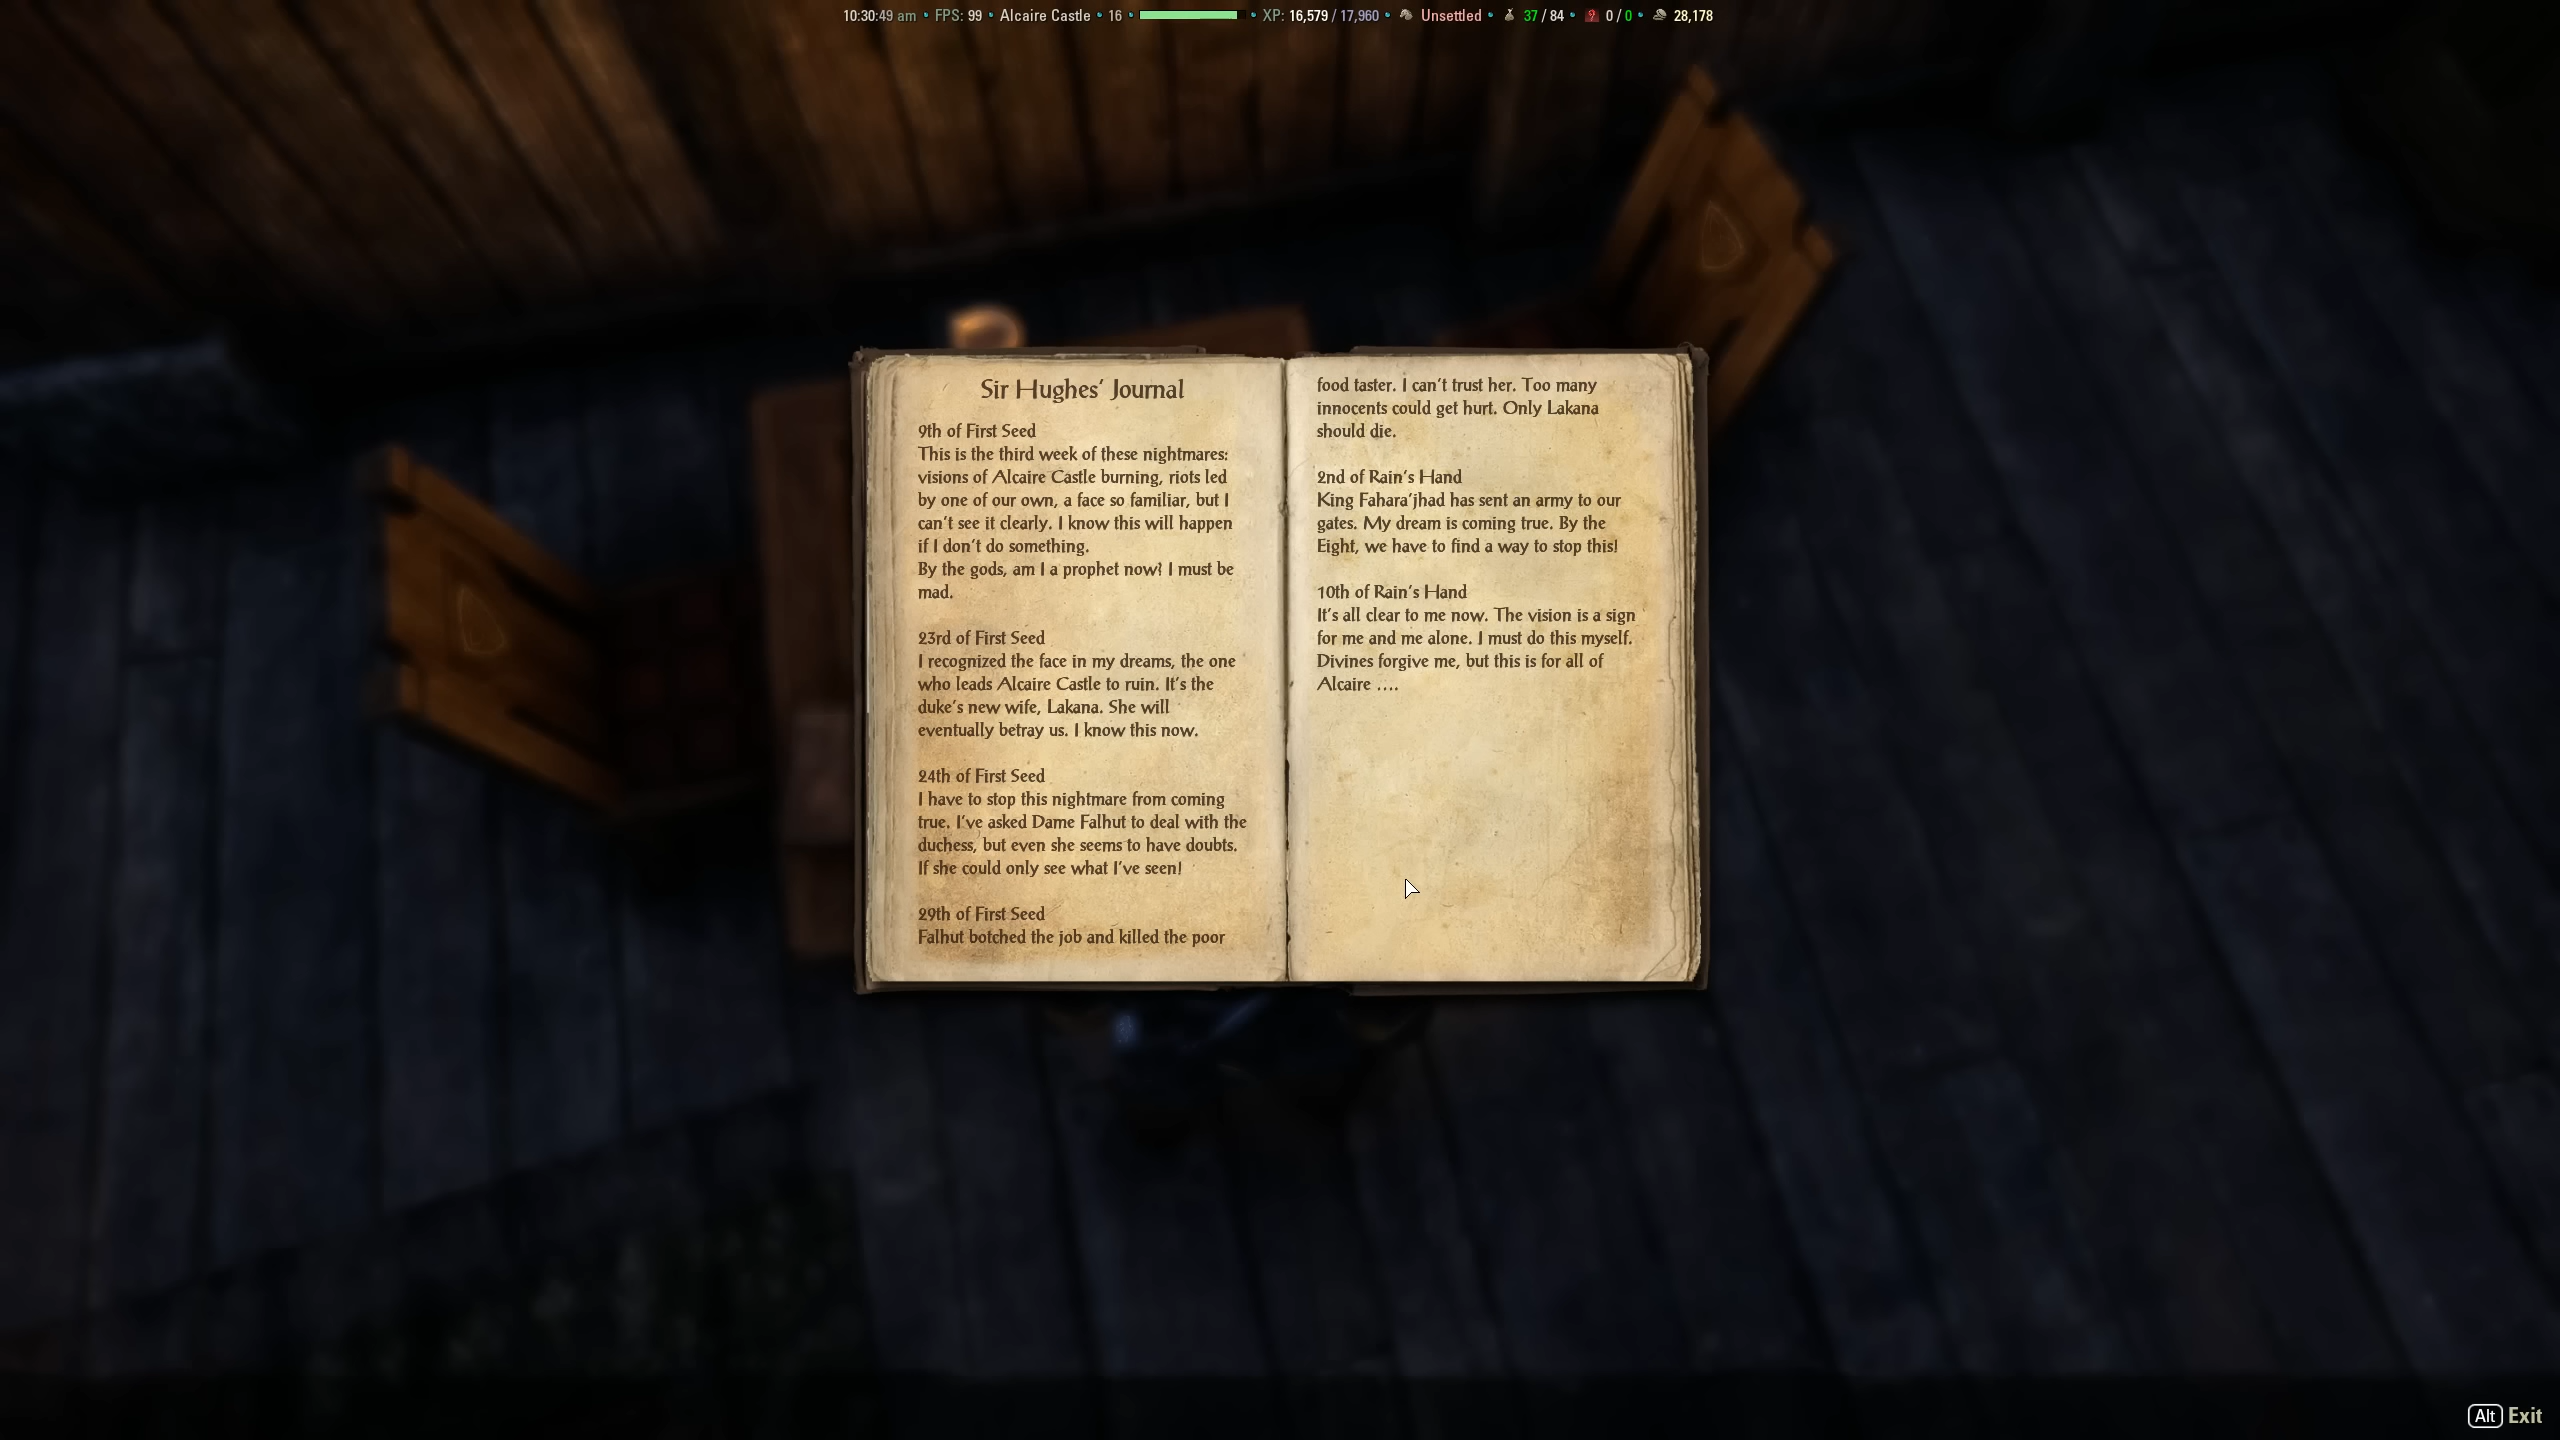 10:30:49 am • FPS: 99 • Alcaire Castle • 16 • XP: 16,579 / 17,960 • Unsettled • 37 / 84 • 0 / 0 • 28,178
Sir Hughes' Journal
9th of First Seed
This is the third week of these nightmares:
visions of Alcaire Castle burning, riots led
by one of our own, a face so familiar, but I
can't see it clearly. I know this will happen
if I don't do something.
By the gods, am I a prophet now? I must be
mad.
23rd of First Seed
I recognized the face in my dreams, the one
who leads Alcaire Castle to ruin. It's the
duke's new wife, Lakana. She will
eventually betray us. I know this now.
24th of First Seed
I have to stop this nightmare from coming
true. I've asked Dame Falhut to deal with the
duchess, but even she seems to have doubts.
If she could only see what I've seen!
29th of First Seed
Falhut botched the job and killed the poor
food taster. I can't trust her. Too many
innocents could get hurt. Only Lakana
should die.
2nd of Rain's Hand
King Fahara'jhad has sent an army to our
gates. My dream is coming true. By the
Eight, we have to find a way to stop this!
10th of Rain's Hand
It's all clear to me now. The vision is a sign
for me and me alone. I must do this myself.
Divines forgive me, but this is for all of
Alcaire ....
Alt Exit